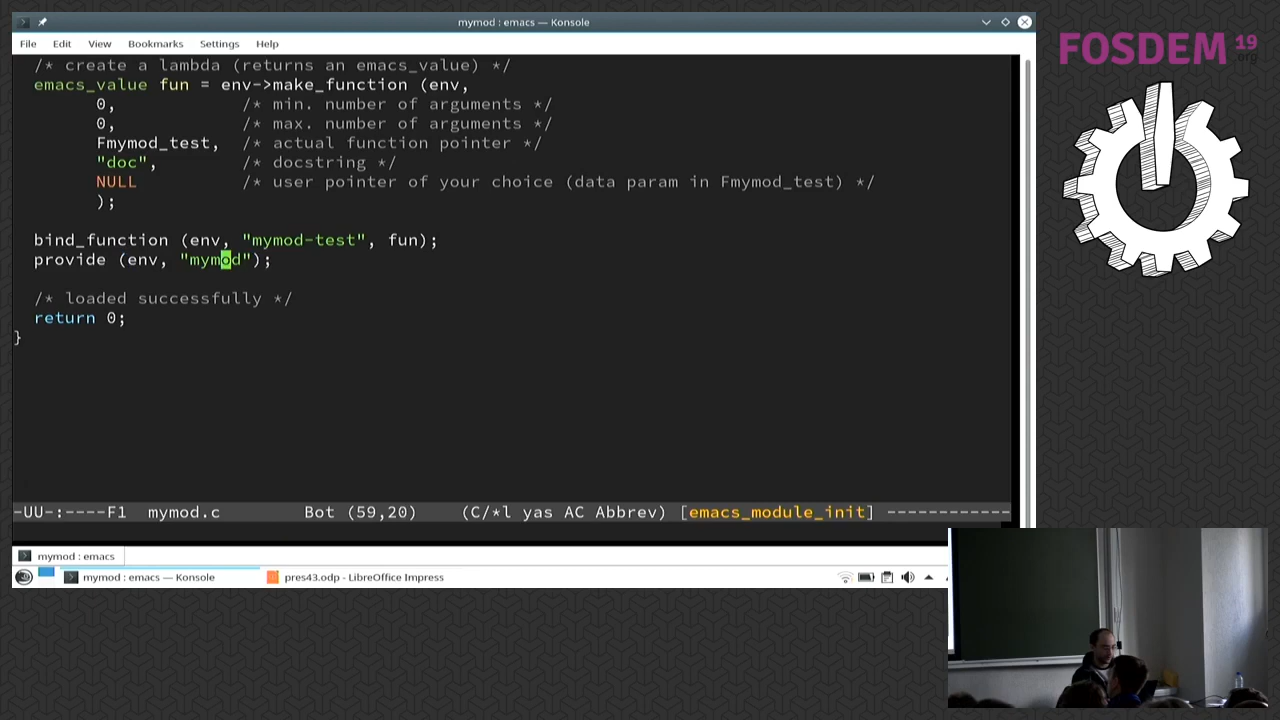 mymod : emacs — Konsole
File Edit View Bookmarks Settings Help
/* create a lambda (returns an emacs_value) */
emacs_value fun = env->make_function (env,
0, /* min. number of arguments */
0, /* max. number of arguments */
Fmymod_test, /* actual function pointer */
"doc", /* docstring */
NULL /* user pointer of your choice (data param in Fmymod_test) */
);
bind_function (env, "mymod-test", fun);
provide (env, "mymod");
/* loaded successfully */
return 0;
}
-UU-:----F1 mymod.c Bot (59,20) (C/*l yas AC Abbrev) [emacs_module_init] ------------
mymod : emacs
mymod : emacs — Konsole pres43.odp - LibreOffice Impress
FOSDEM 19
.org